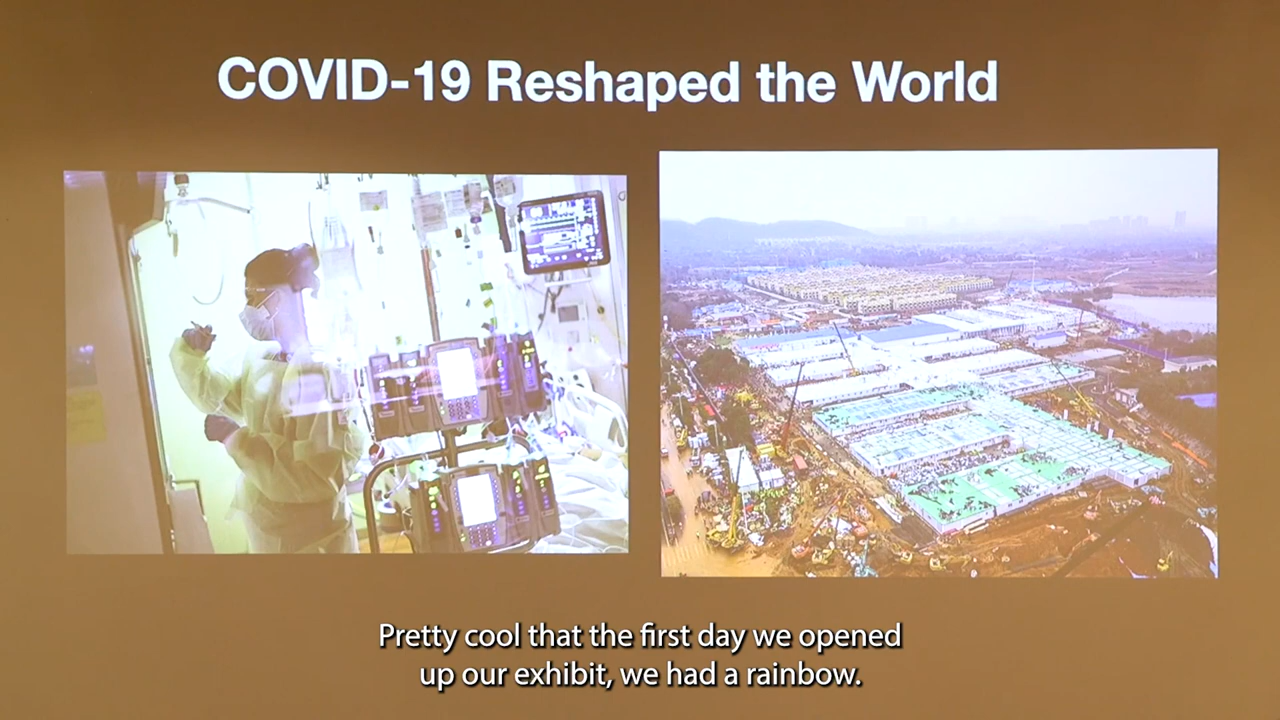 COVID-19 Reshaped the World
Pretty cool that the first day we opened
up our exhibit, we had a rainbow.